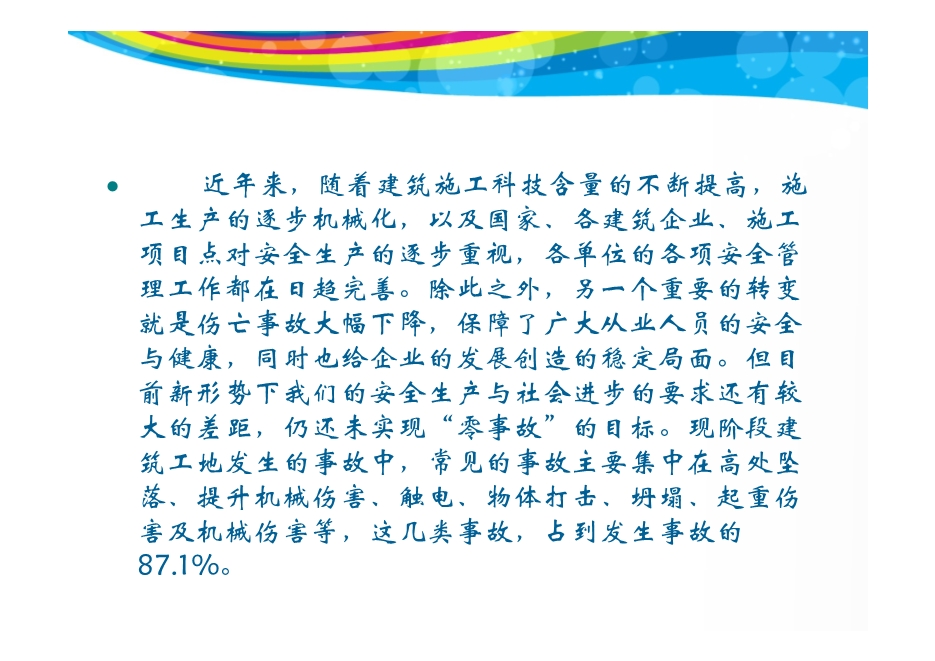 • 近年来，随着建筑施工科技含量的不断提高，施
工生产的逐步机械化，以及国家、各建筑企业、施工
项目点对安全生产的逐步重视，各单位的各项安全管
理工作都在日趋完善。除此之外，另一个重要的转变
就是伤亡事故大幅下降，保障了广大从业人员的安全
与健康，同时也给企业的发展创造的稳定局面。但目
前新形势下我们的安全生产与社会进步的要求还有较
大的差距，仍还未实现“零事故”的目标。现阶段建
筑工地发生的事故中，常见的事故主要集中在高处坠
落、提升机械伤害、触电、物体打击、坍塌、起重伤
害及机械伤害等，这几类事故，占到发生事故的
87.1%。